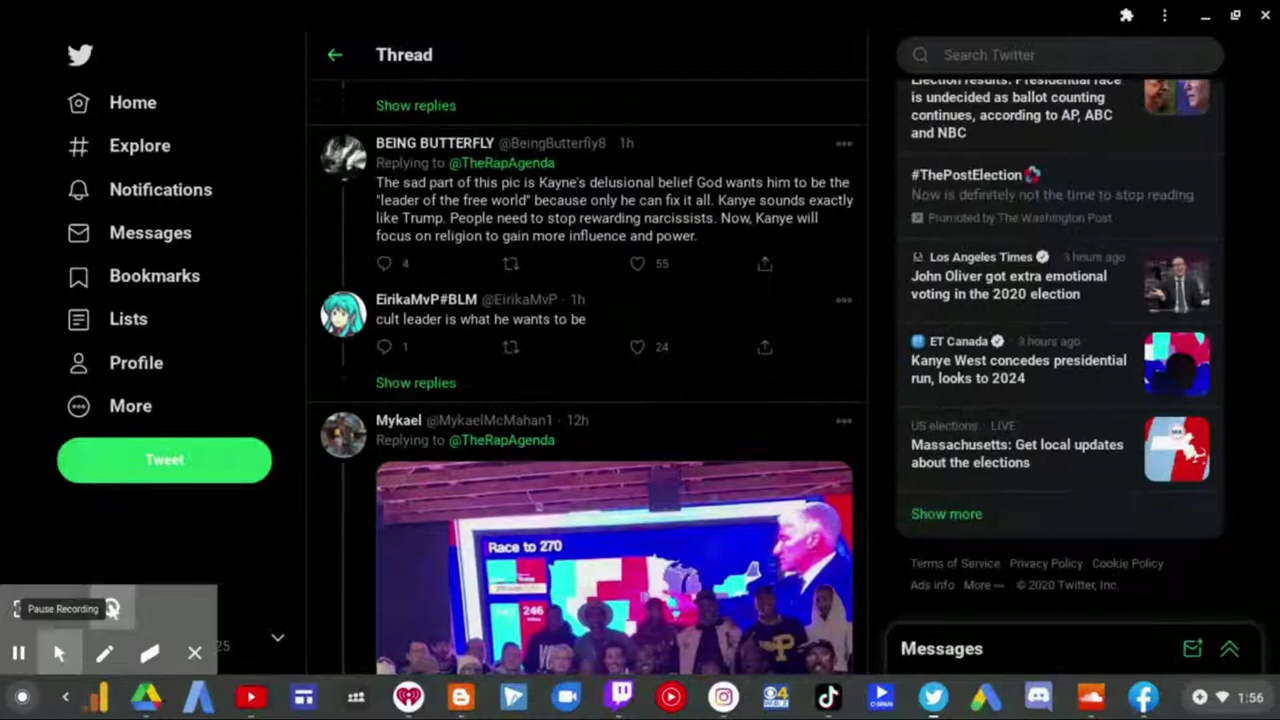 Home
Explore
Notifications
Messages
Bookmarks
Lists
Profile
More
Tweet
Pause Recording
25
Thread
Show replies
BEING BUTTERFLY @BeingButterfly8 · 1h
Replying to @TheRapAgenda
The sad part of this pic is Kayne's delusional belief God wants him to be the
"leader of the free world" because only he can fix it all. Kanye sounds exactly
like Trump. People need to stop rewarding narcissists. Now, Kanye will
focus on religion to gain more influence and power.
4 55
EirikaMvP#BLM @EirikaMvP · 1h
cult leader is what he wants to be
1 24
Show replies
Mykael @MykaelMcMahan1 · 12h
Replying to @TheRapAgenda
Race to 270
246
Search Twitter
Election results: Presidential race
is undecided as ballot counting
continues, according to AP, ABC
and NBC
#ThePostElection
Now is definitely not the time to stop reading
Promoted by The Washington Post
Los Angeles Times · 3 hours ago
John Oliver got extra emotional
voting in the 2020 election
ET Canada · 3 hours ago
Kanye West concedes presidential
run, looks to 2024
US elections · LIVE
Massachusetts: Get local updates
about the elections
MA
Show more
Terms of Service Privacy Policy Cookie Policy
Ads info More ••• © 2020 Twitter, Inc.
Messages
1:56